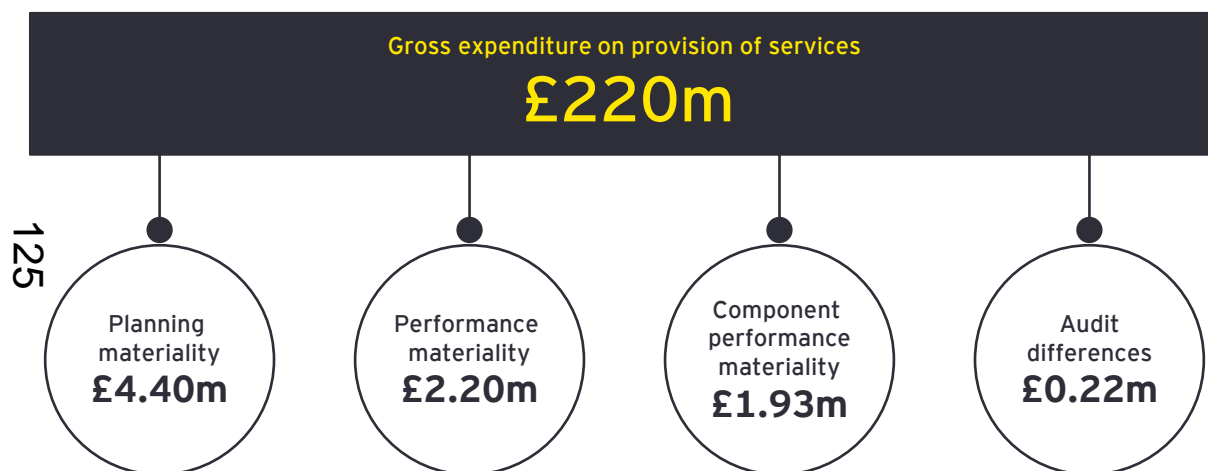 Gross expenditure on provision of services
£220m
125
Planning
materiality
£4.40m
Performance
materiality
£2.20m
Component
performance
materiality
£1.93m
Audit
differences
£0.22m